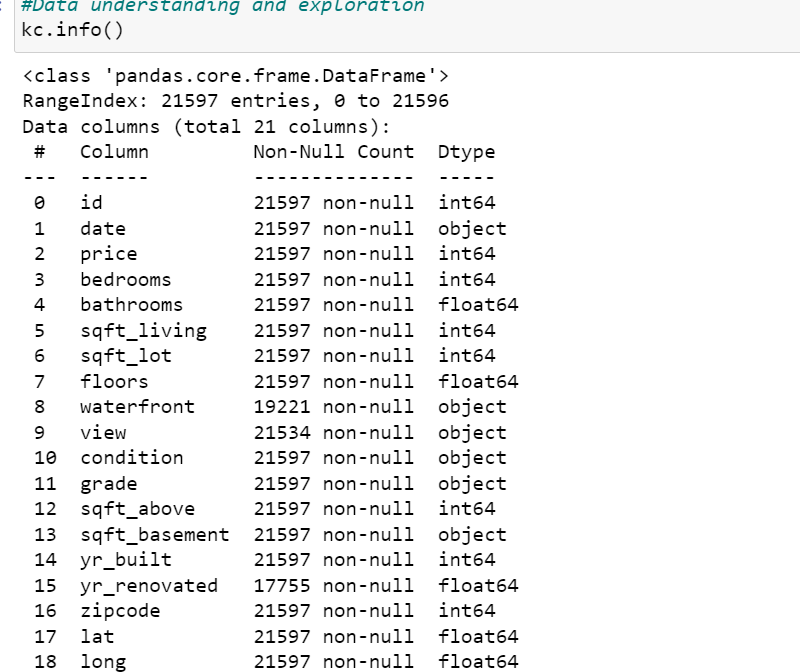 #Data understanding and exploration
kc.info()
<class 'pandas.core.frame.DataFrame'>
RangeIndex: 21597 entries, 0 to 21596
Data columns (total 21 columns):
 #   Column         Non-Null Count  Dtype
---  ------         --------------  -----
 0   id             21597 non-null  int64
 1   date           21597 non-null  object
 2   price          21597 non-null  int64
 3   bedrooms       21597 non-null  int64
 4   bathrooms      21597 non-null  float64
 5   sqft_living    21597 non-null  int64
 6   sqft_lot       21597 non-null  int64
 7   floors         21597 non-null  float64
 8   waterfront     19221 non-null  object
 9   view           21534 non-null  object
 10  condition      21597 non-null  object
 11  grade          21597 non-null  object
 12  sqft_above     21597 non-null  int64
 13  sqft_basement  21597 non-null  object
 14  yr_built       21597 non-null  int64
 15  yr_renovated   17755 non-null  float64
 16  zipcode        21597 non-null  int64
 17  lat            21597 non-null  float64
 18  long           21597 non-null  float64